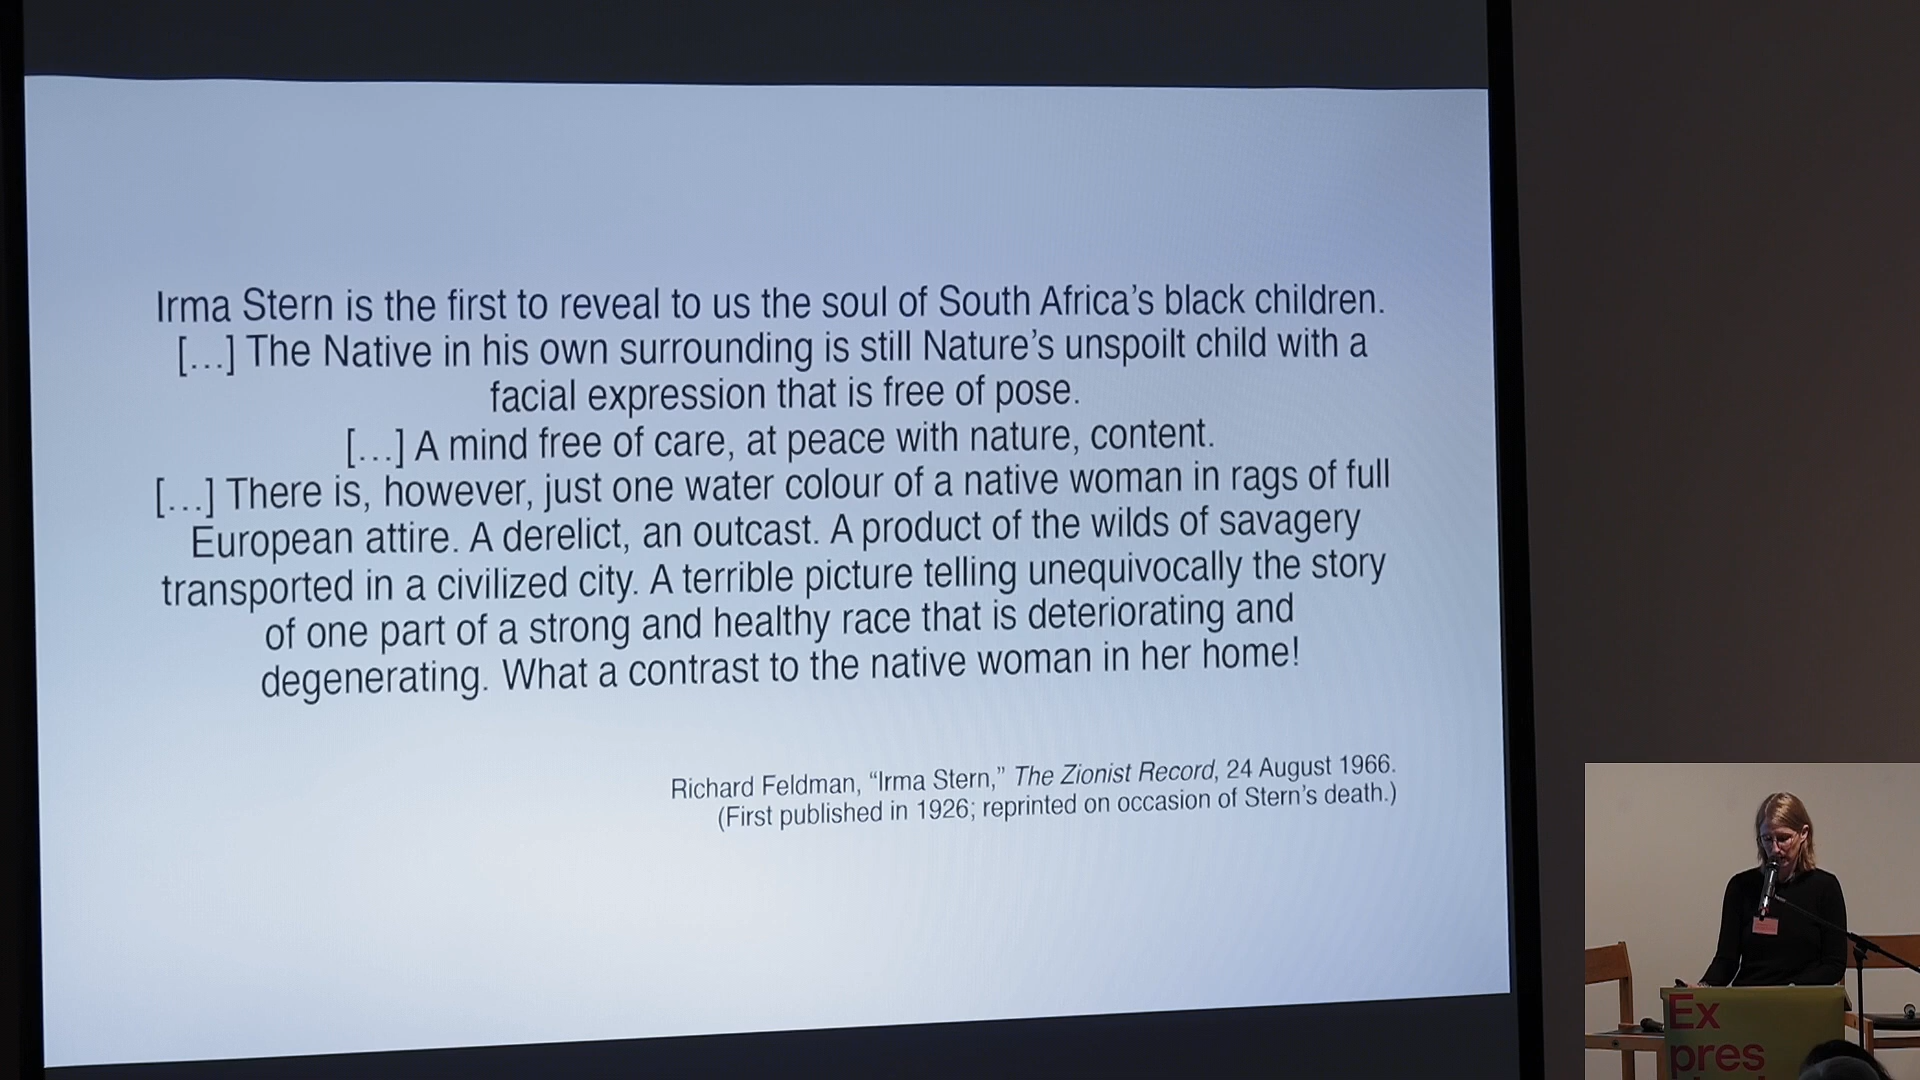 Irma Stern is the first to reveal to us the soul of South Africa’s black children.
[…] The Native in his own surrounding is still Nature’s unspoilt child with a
facial expression that is free of pose.
[…] A mind free of care, at peace with nature, content.
[…] There is, however, just one water colour of a native woman in rags of full
European attire. A derelict, an outcast. A product of the wilds of savagery
transported in a civilized city. A terrible picture telling unequivocally the story
of one part of a strong and healthy race that is deteriorating and
degenerating. What a contrast to the native woman in her home!
Richard Feldman, “Irma Stern,” The Zionist Record, 24 August 1966.
(First published in 1926; reprinted on occasion of Stern’s death.)
Ex
pres